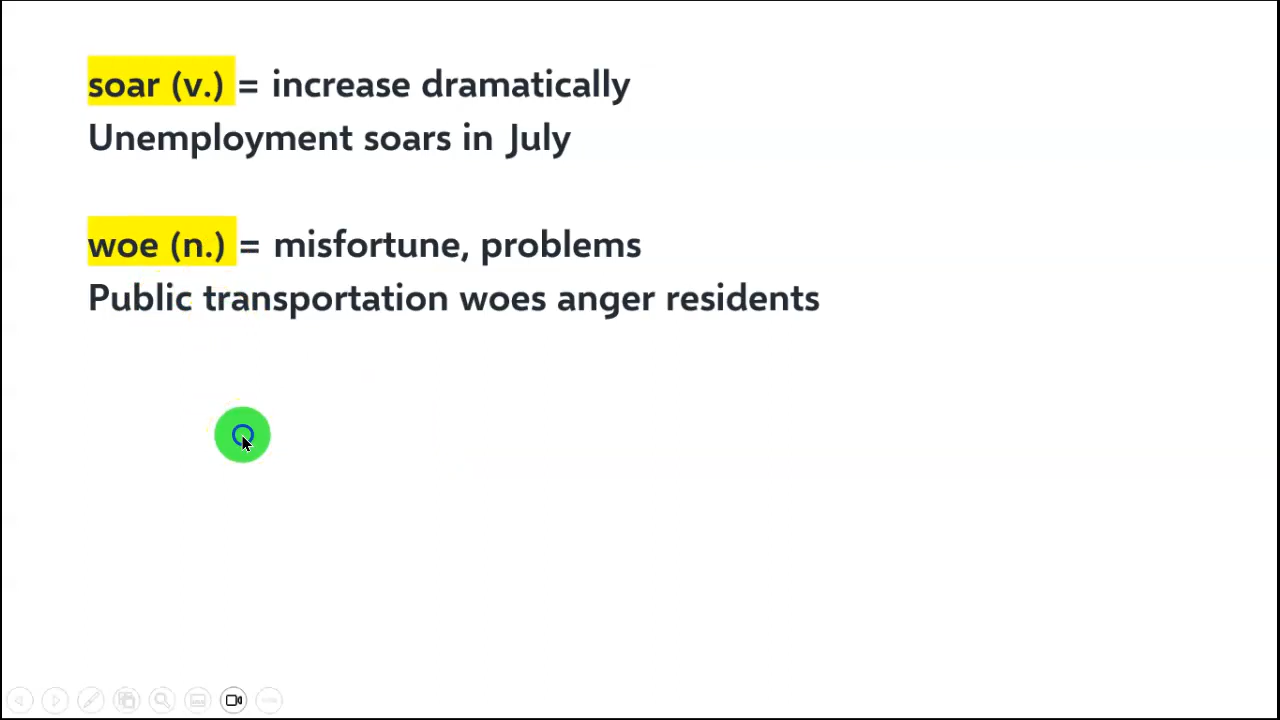 soar (v.) = increase dramatically
Unemployment soars in July
woe (n.) = misfortune, problems
Public transportation woes anger residents